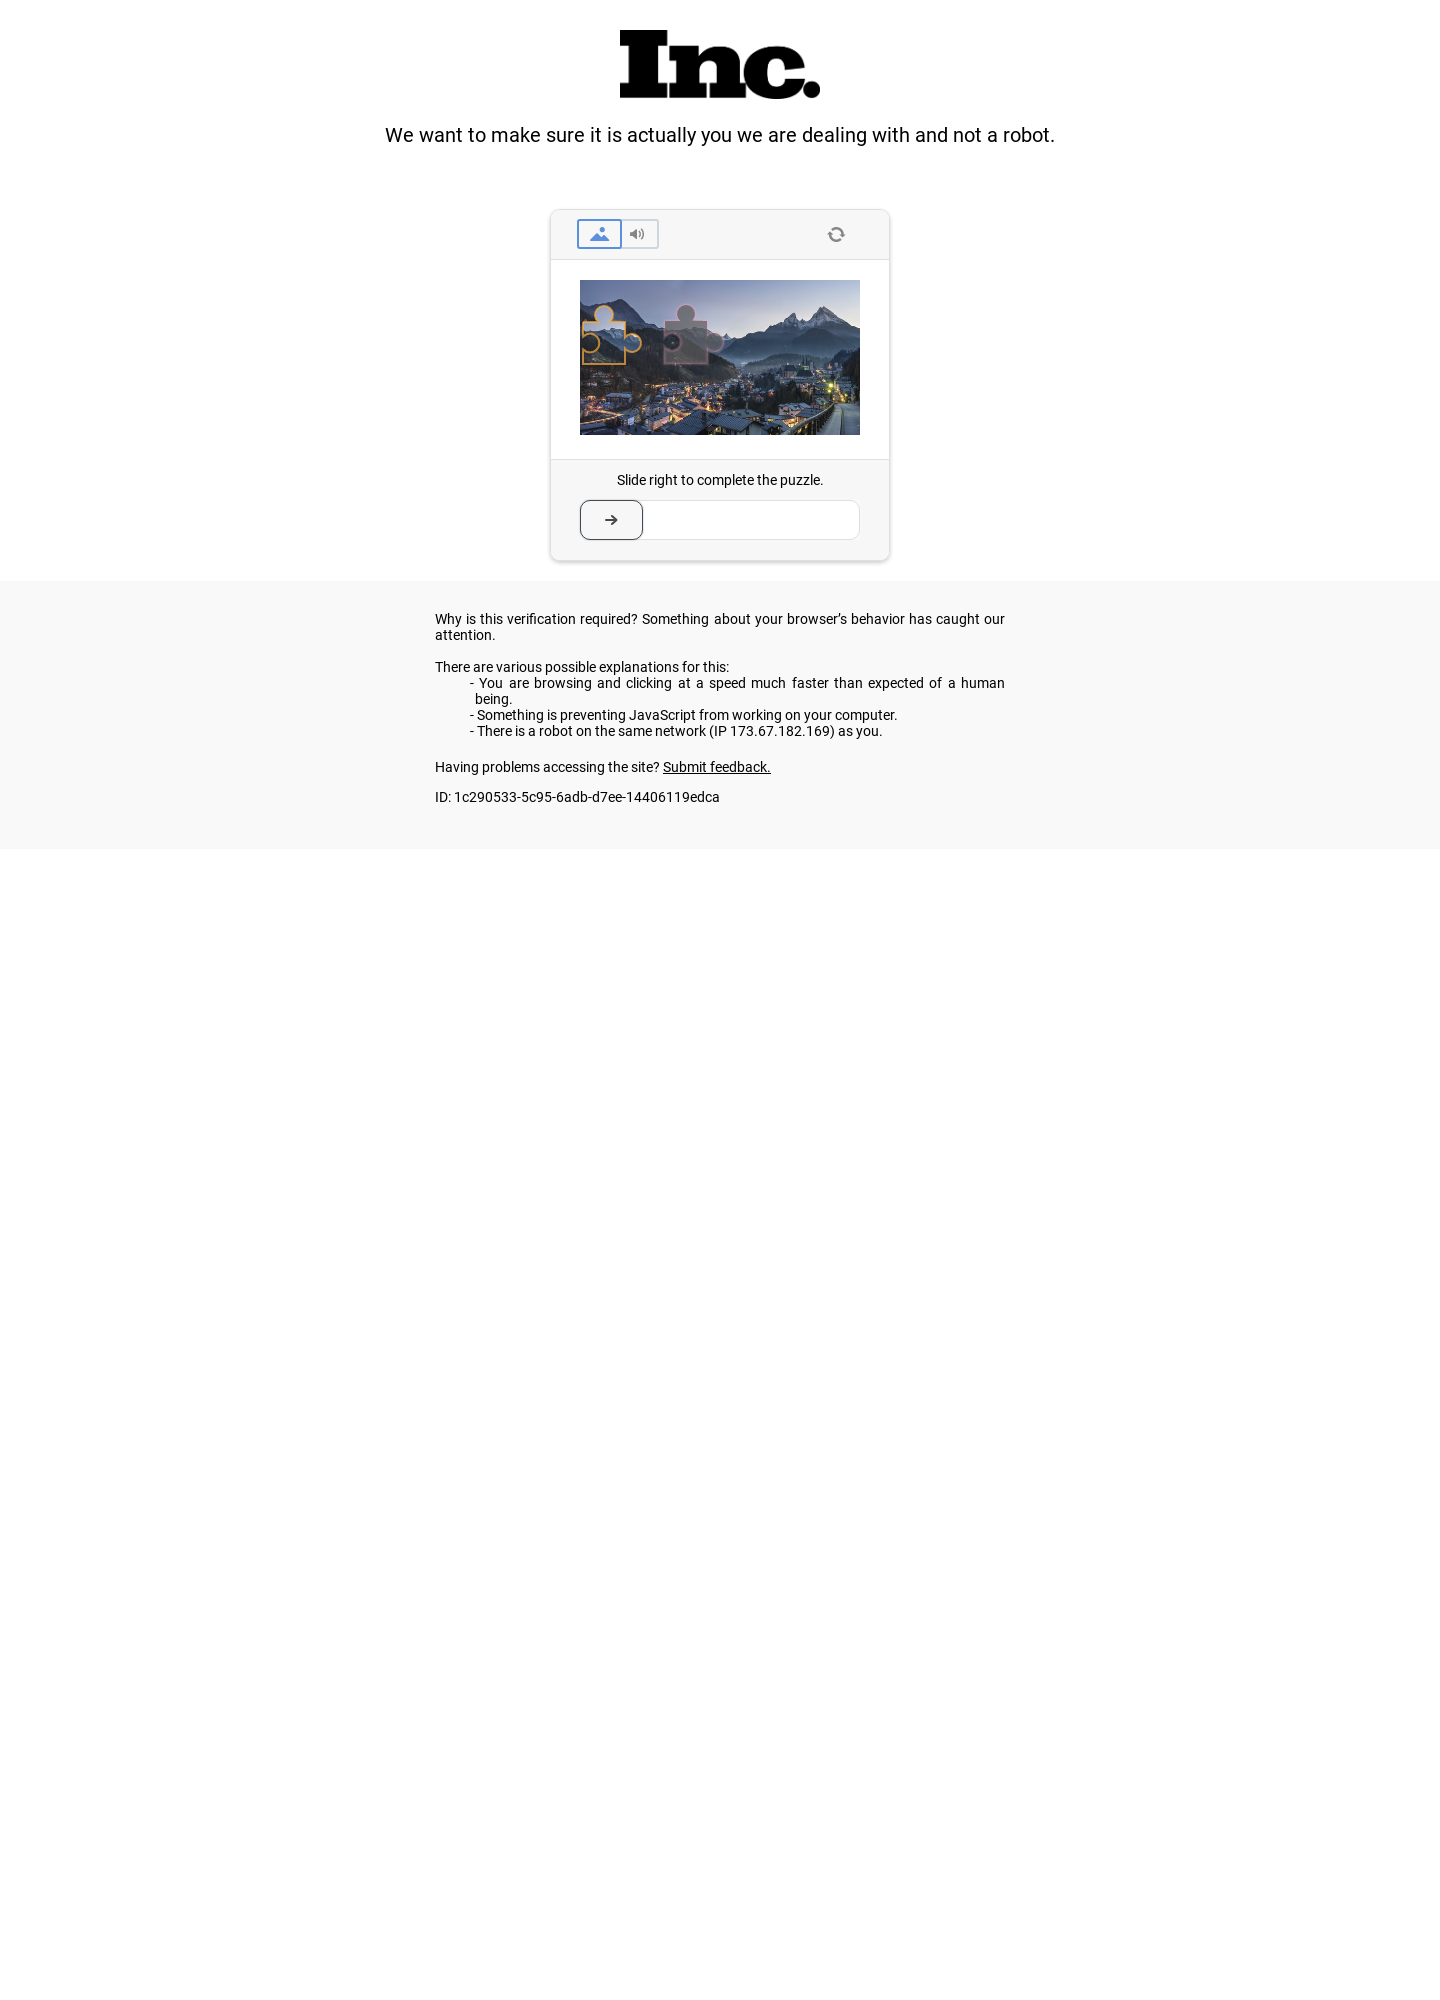 Inc.
We want to make sure it is actually you we are dealing with and not a robot.
Slide right to complete the puzzle.
Why is this verification required? Something about your browser’s behavior has caught our
attention.
There are various possible explanations for this:
- You are browsing and clicking at a speed much faster than expected of a human
being.
- Something is preventing JavaScript from working on your computer.
- There is a robot on the same network (IP 173.67.182.169) as you.
Having problems accessing the site? Submit feedback.
ID: 1c290533-5c95-6adb-d7ee-14406119edca